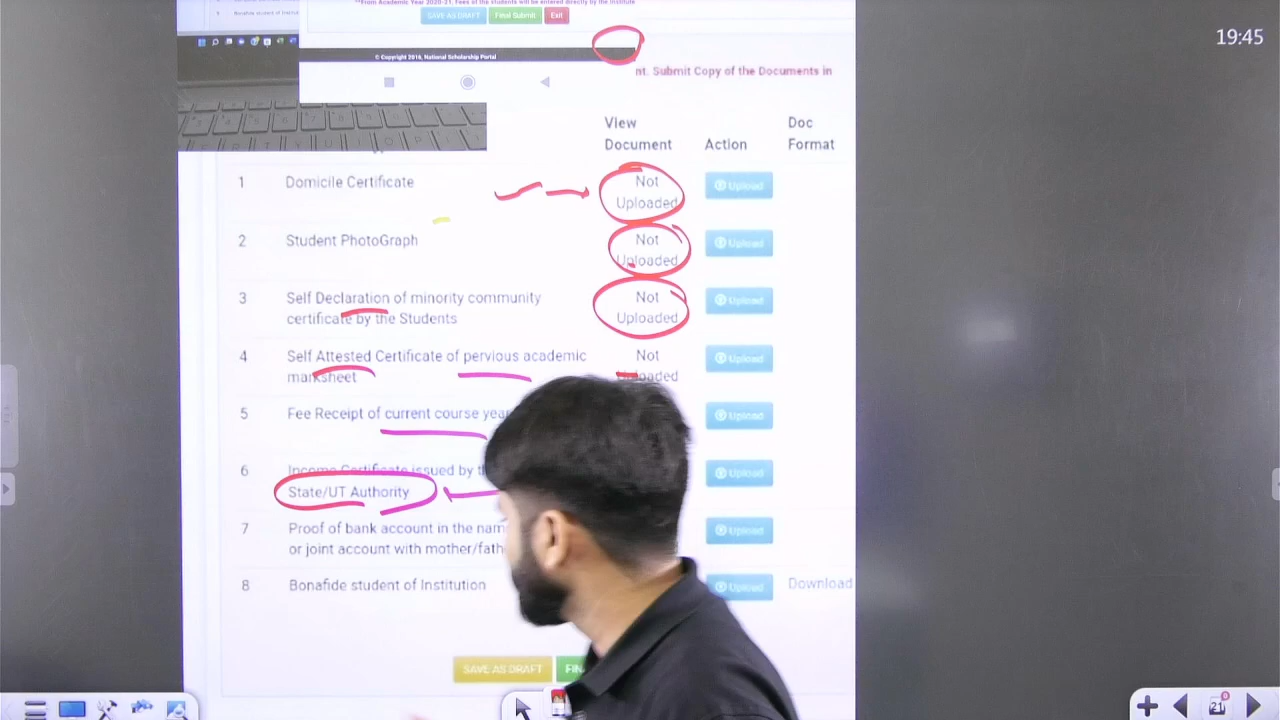 **From Academic Year 2020-21, Fees of the students will be entered directly by the Institute
SAVE AS DRAFT Final Submit Exit
© Copyright 2016, National Scholarship Portal
19:45
nt. Submit Copy of the Documents in
View Document Action Doc Format
1 Domicile Certificate Not Uploaded Upload
2 Student PhotoGraph Not Uploaded Upload
3 Self Declaration of minority community Not Uploaded Upload
certificate by the Students
4 Self Attested Certificate of pervious academic Not Uploaded Upload
marksheet
5 Fee Receipt of current course year Upload
6 Income Certificate issued by Upload
State/UT Authority
7 Proof of bank account in the Upload
or joint account with
8 Bonafide student of Institution Upload Download
SAVE AS DRAFT
21